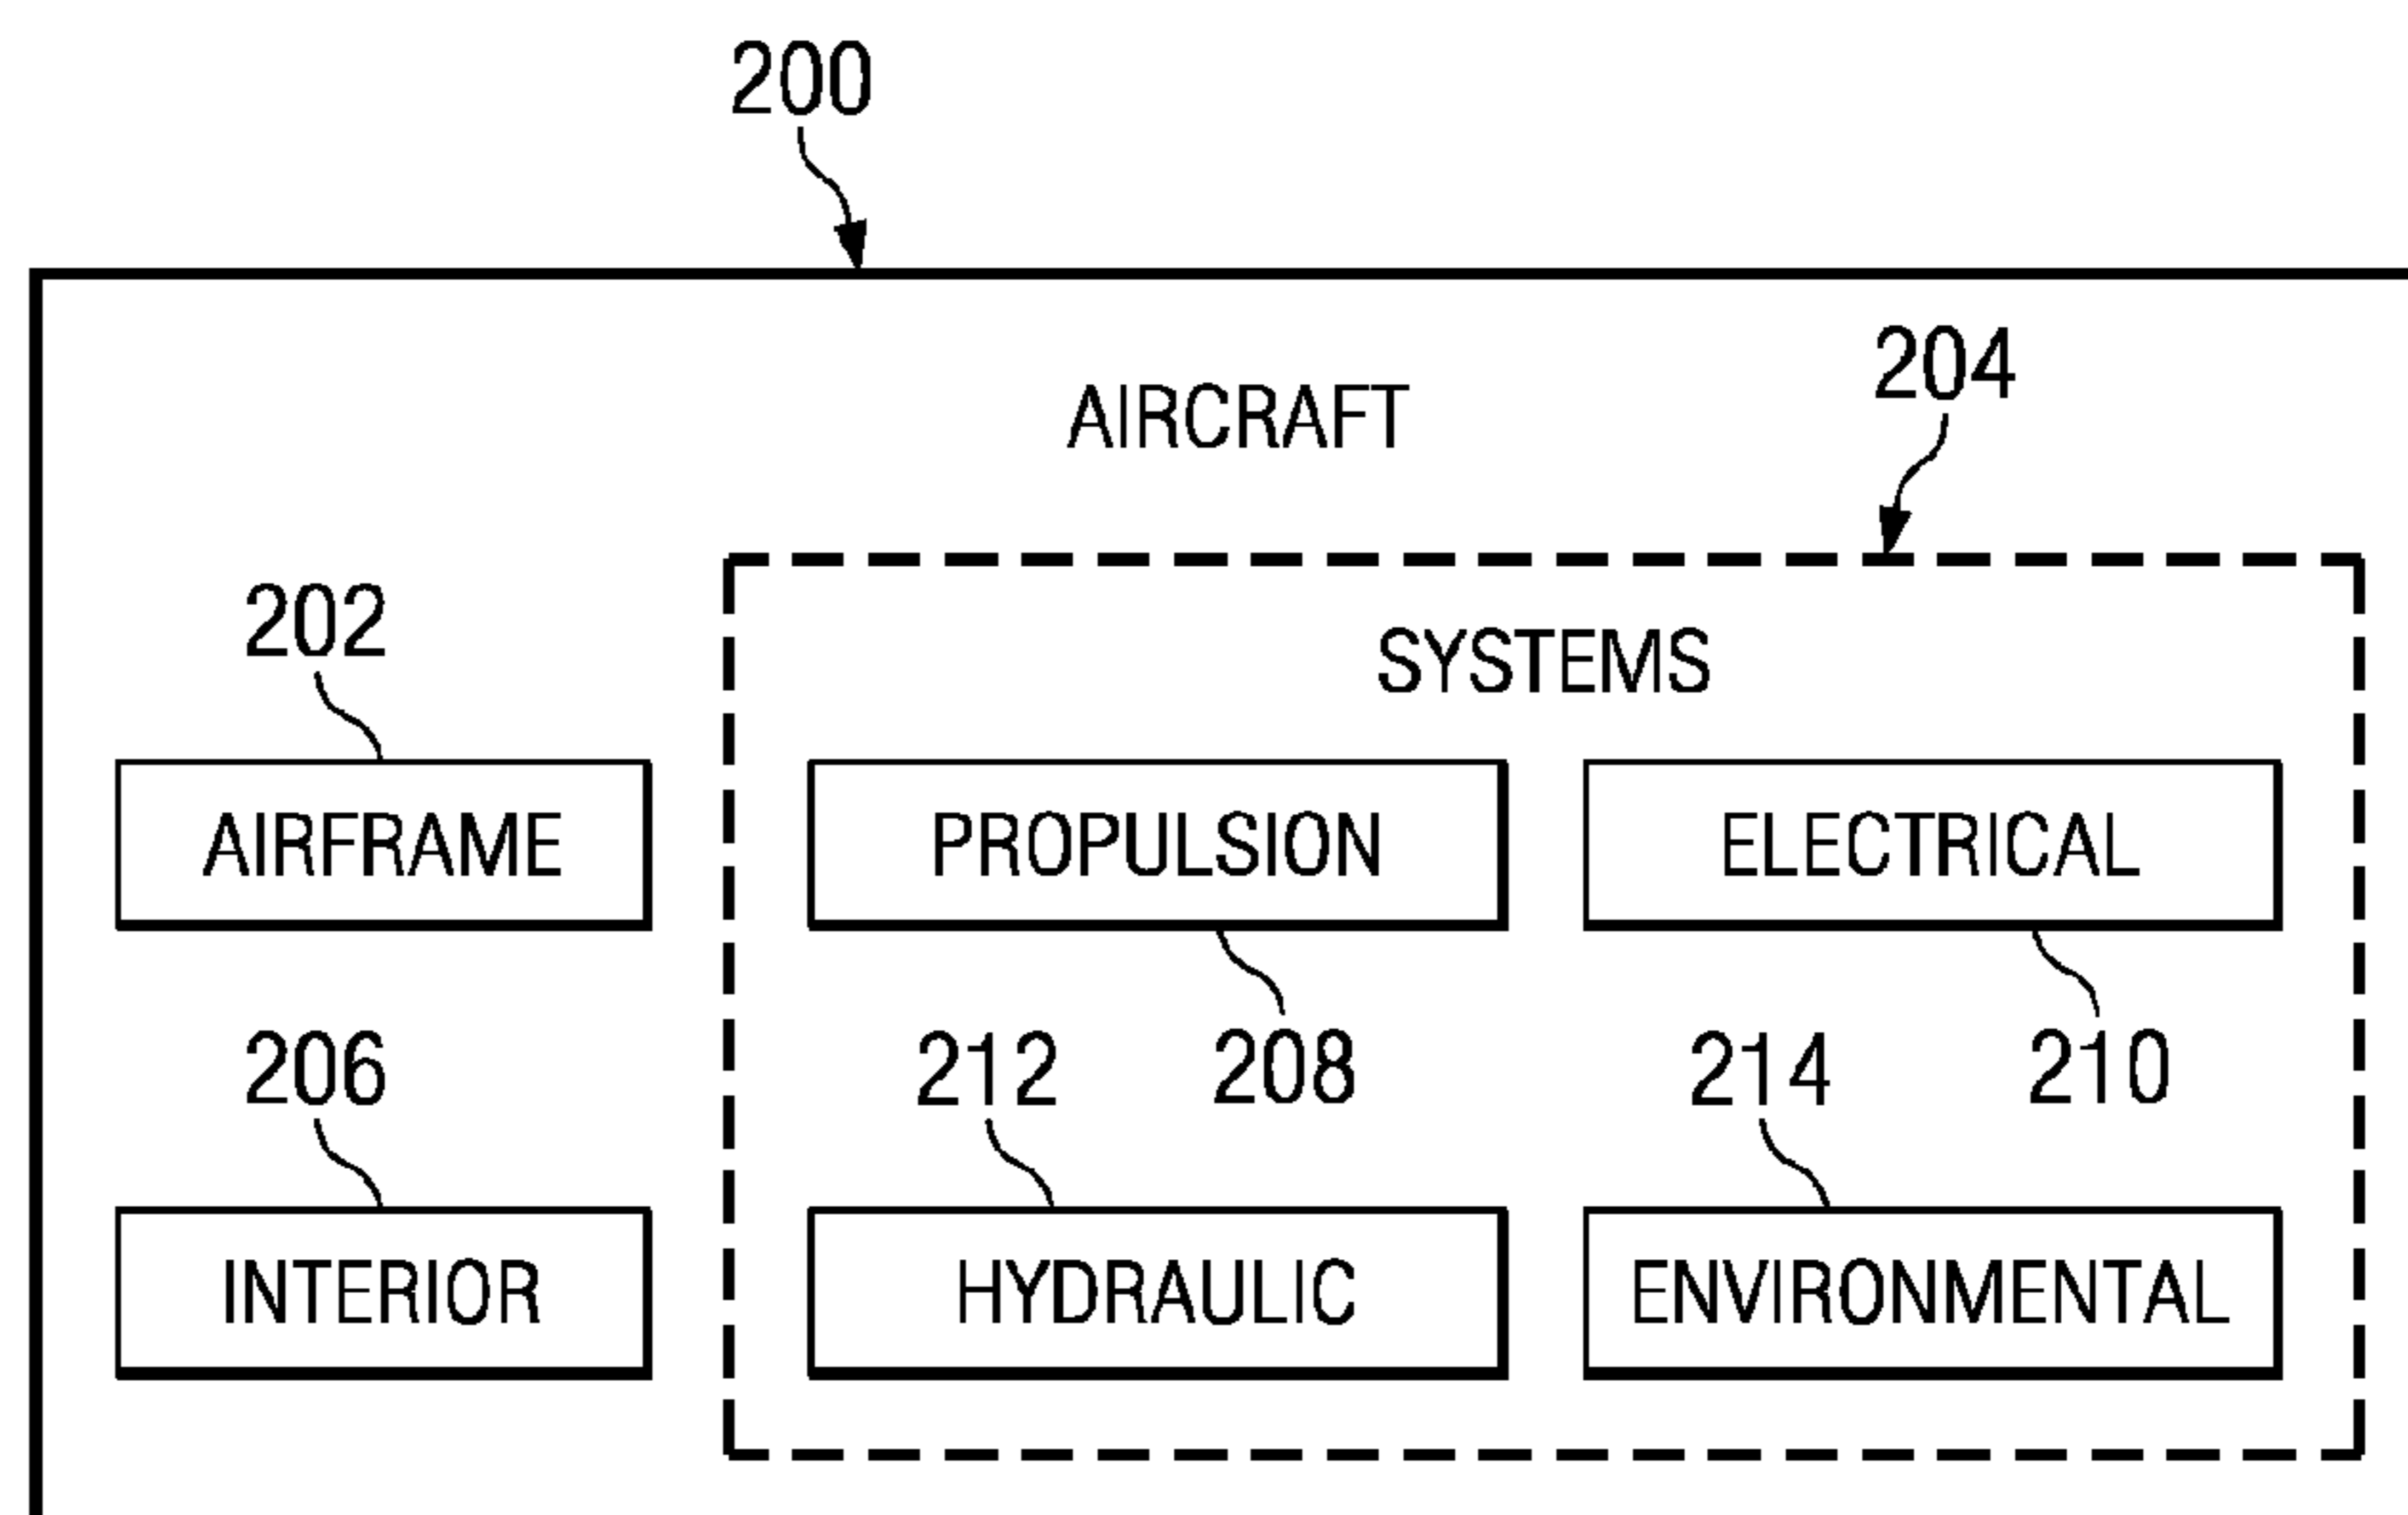 200
AIRCRAFT
204
202
SYSTEMS
AIRFRAME
PROPULSION
ELECTRICAL
206
212
208
214
210
INTERIOR
HYDRAULIC
ENVIRONMENTAL